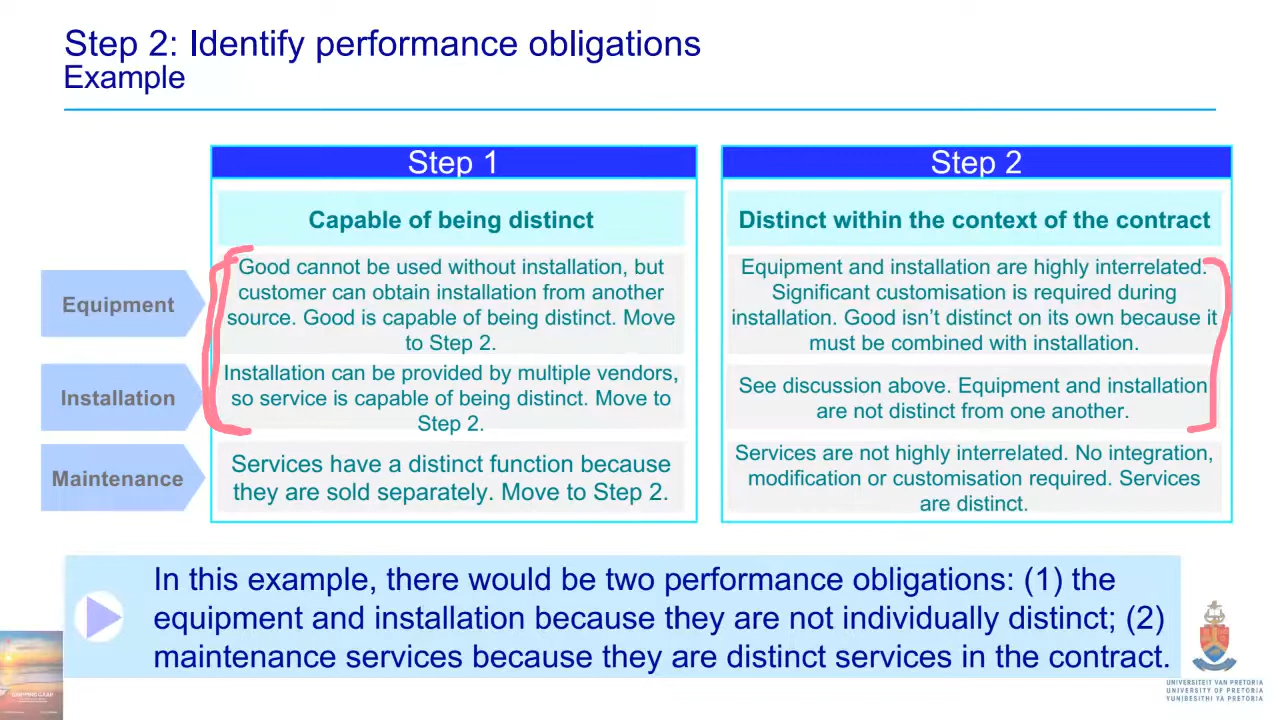 Step 2: Identify performance obligations
Example
Step 1
Step 2
Capable of being distinct
Distinct within the context of the contract
Equipment
Good cannot be used without installation, but
customer can obtain installation from another
source. Good is capable of being distinct. Move
to Step 2.
Equipment and installation are highly interrelated.
Significant customisation is required during
installation. Good isn't distinct on its own because it
must be combined with installation.
Installation
Installation can be provided by multiple vendors,
so service is capable of being distinct. Move to
Step 2.
See discussion above. Equipment and installation
are not distinct from one another.
Maintenance
Services have a distinct function because
they are sold separately. Move to Step 2.
Services are not highly interrelated. No integration,
modification or customisation required. Services
are distinct.
In this example, there would be two performance obligations: (1) the
equipment and installation because they are not individually distinct; (2)
maintenance services because they are distinct services in the contract.
UNIVERSITEIT VAN PRETORIA
UNIVERSITY OF PRETORIA
YUNIBESITHI YA PRETORIA